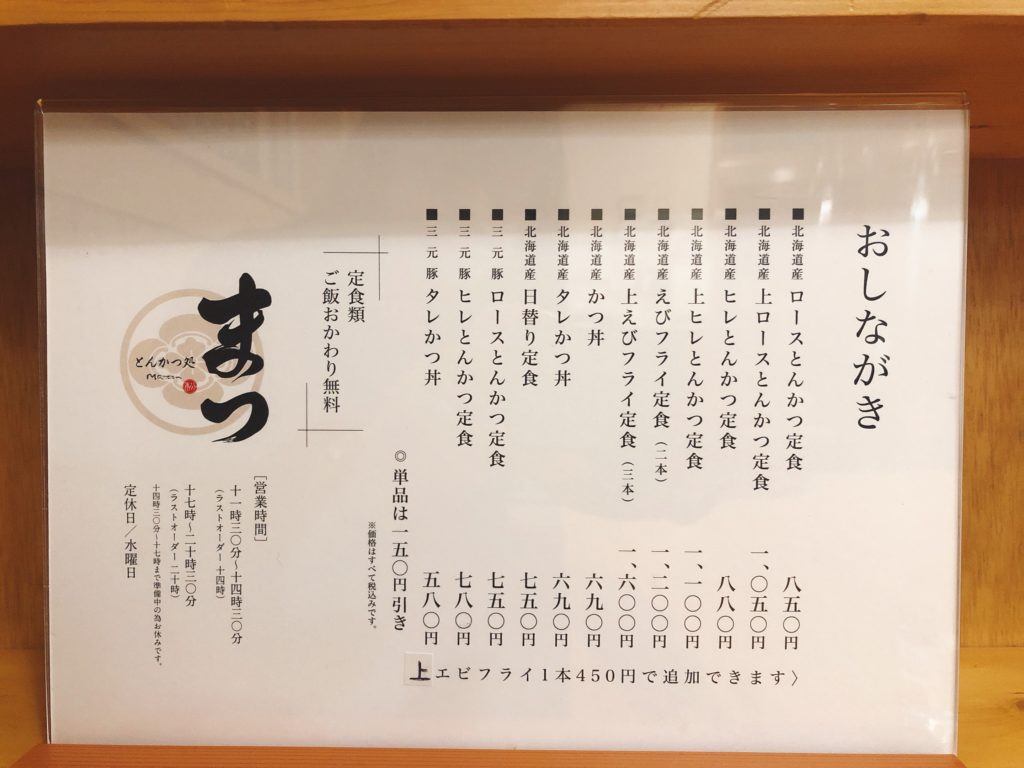 おしながき
■北海道産 ロースとんかつ定食 八五〇円
■北海道産 上ロースとんかつ定食 一、〇五〇円
■北海道産 ヒレとんかつ定食 八八〇円
■北海道産 上ヒレとんかつ定食 一、一〇〇円
■北海道産 えびフライ定食（二本） 一、二〇〇円
■北海道産 上えびフライ定食（三本） 一、六〇〇円
■北海道産 かつ丼 六九〇円
■北海道産 タレかつ丼 六九〇円
■北海道産 日替り定食 七五〇円
■三元豚 ロースとんかつ定食 七五〇円
■三元豚 ヒレとんかつ定食 七八〇円
■三元豚 タレかつ丼 五八〇円
上エビフライ1本450円で追加できます〉
◎単品は一五〇円引き
※価格はすべて税込みです。
定食類
ご飯おかわり無料
まつ
とんかつ処
［営業時間］
十一時三〇分〜十四時三〇分
（ラストオーダー十四時）
十七時〜二十時三〇分
（ラストオーダー二十時）
十四時三〇分〜十七時まで準備中の為お休みです。
定休日／水曜日